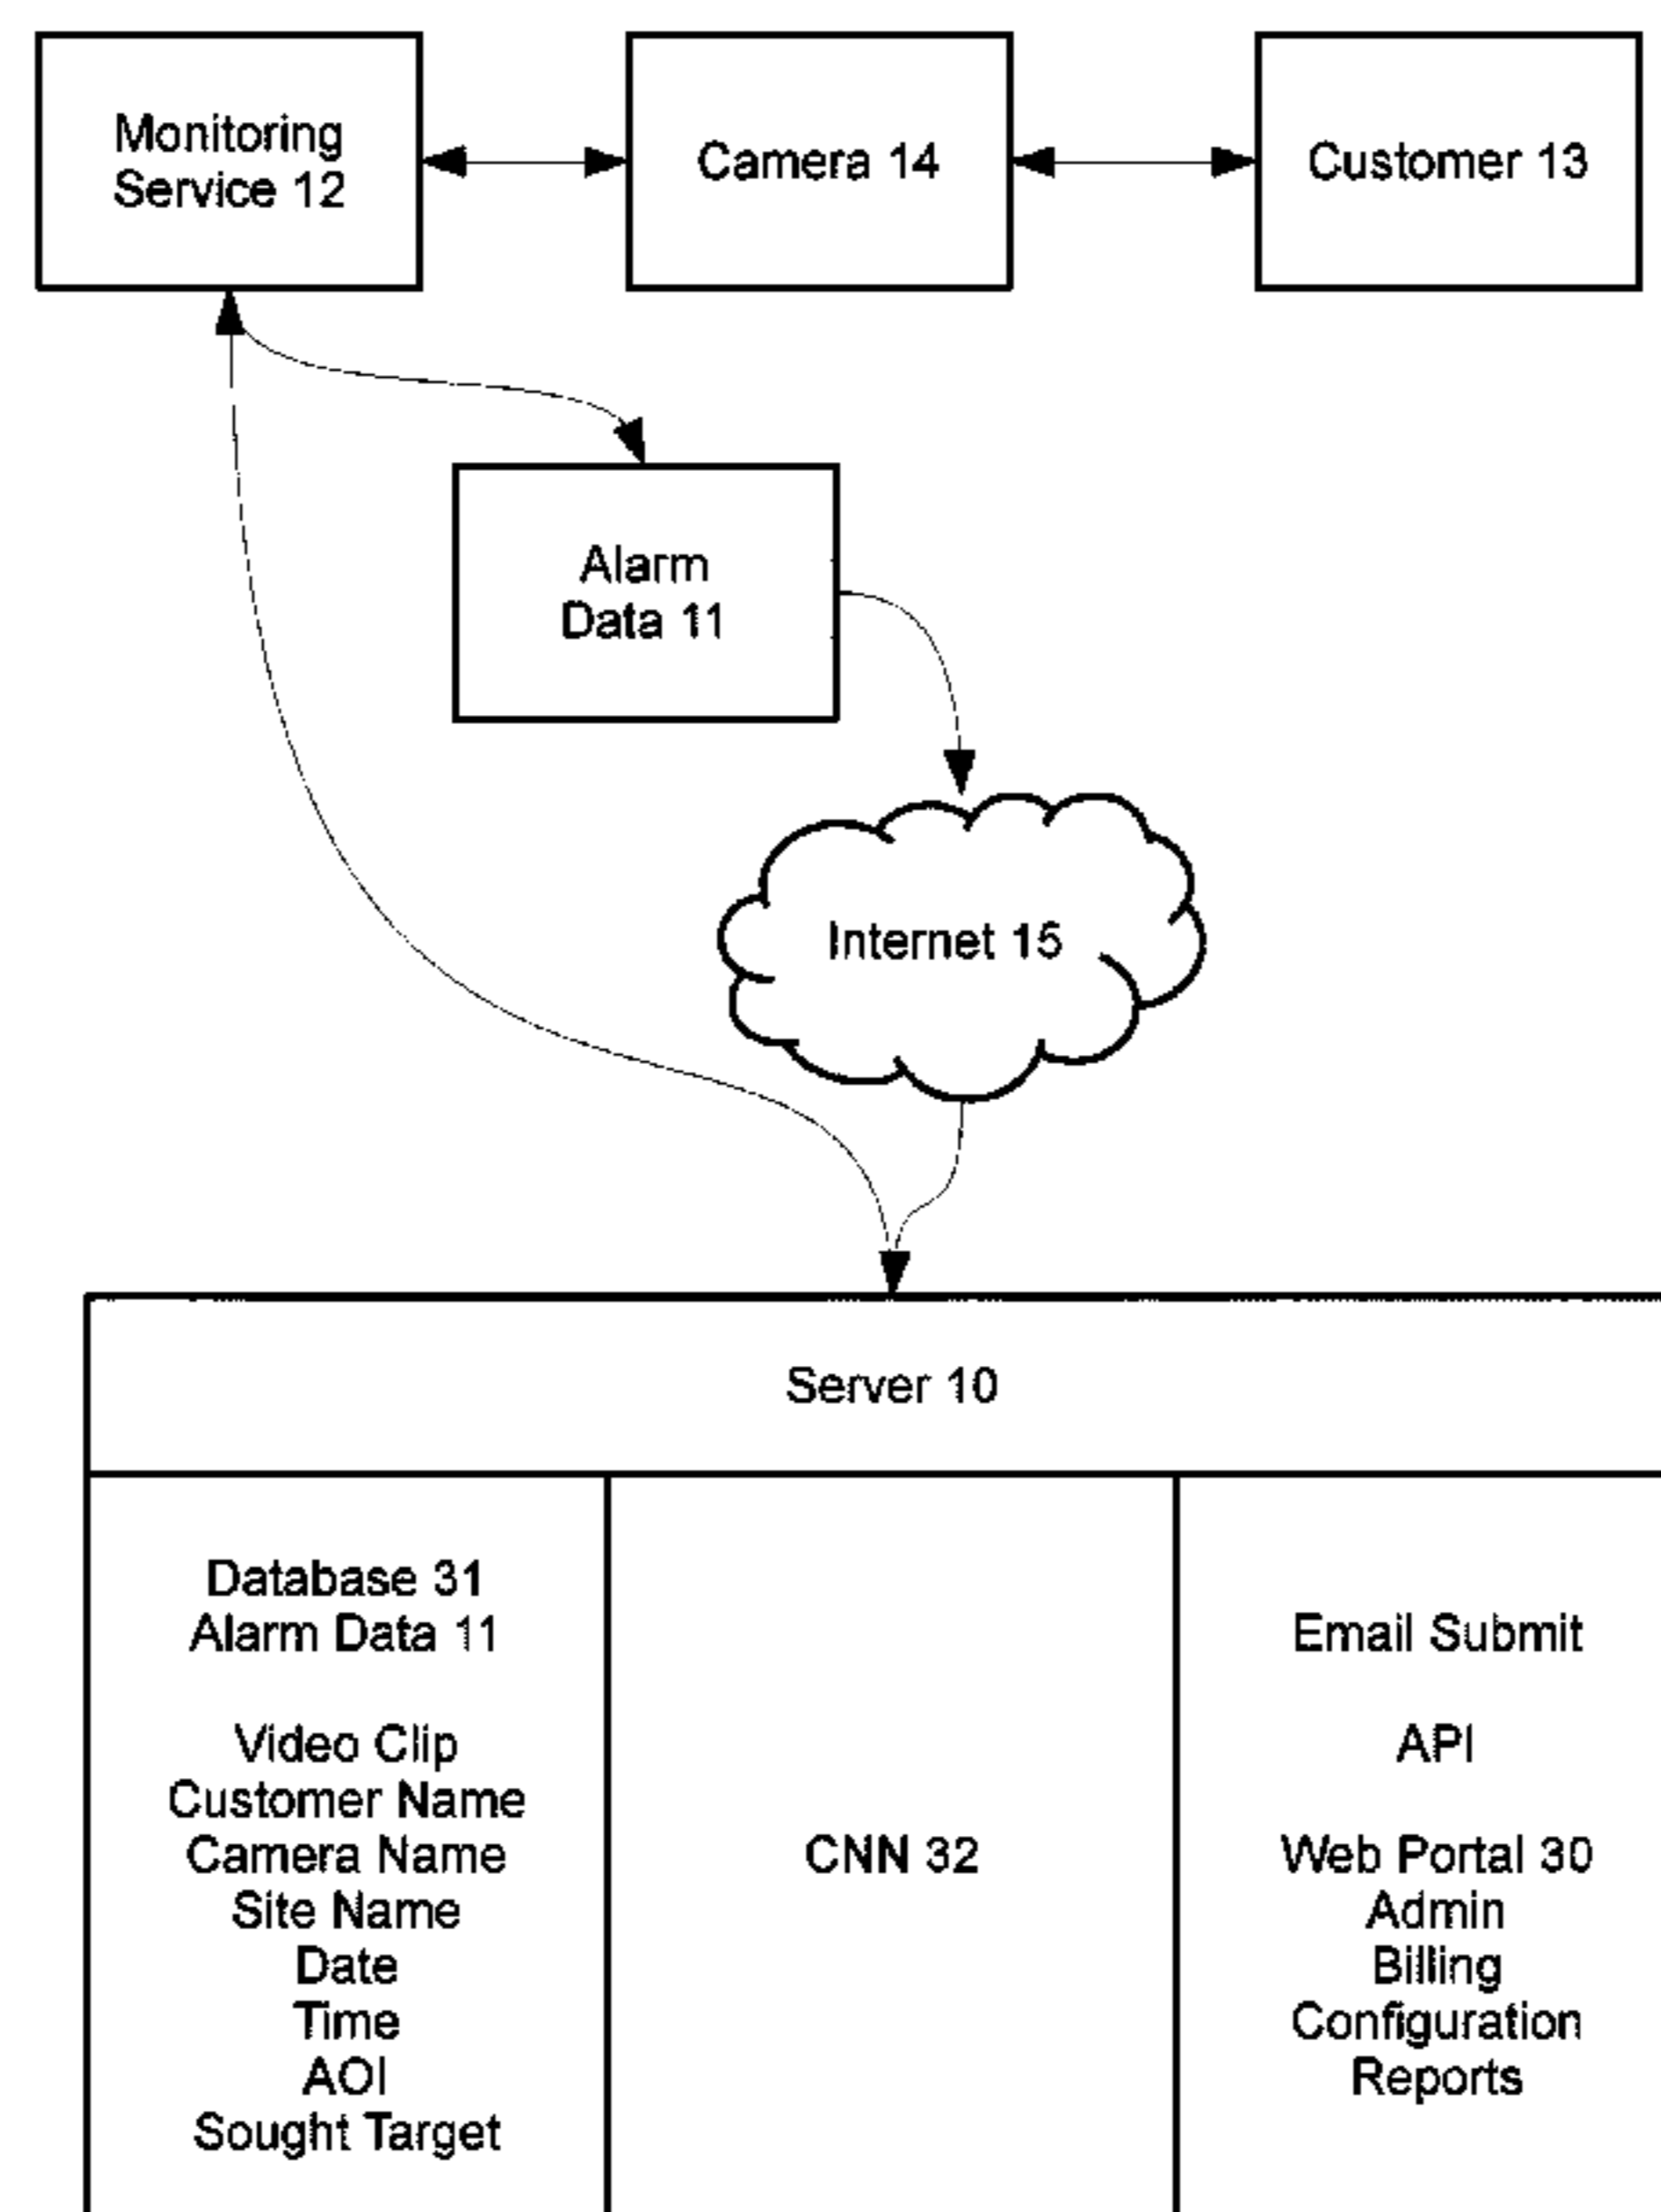 Monitoring
Service 12
Camera 14
Customer 13
Alarm
Data 11
Internet 15
Server 10
Database 31
Alarm Data 11
Video Clip
Customer Name
Camera Name
Site Name
Date
Time
AOI
Sought Target
CNN 32
Email Submit
API
Web Portal 30
Admin
Billing
Configuration
Reports